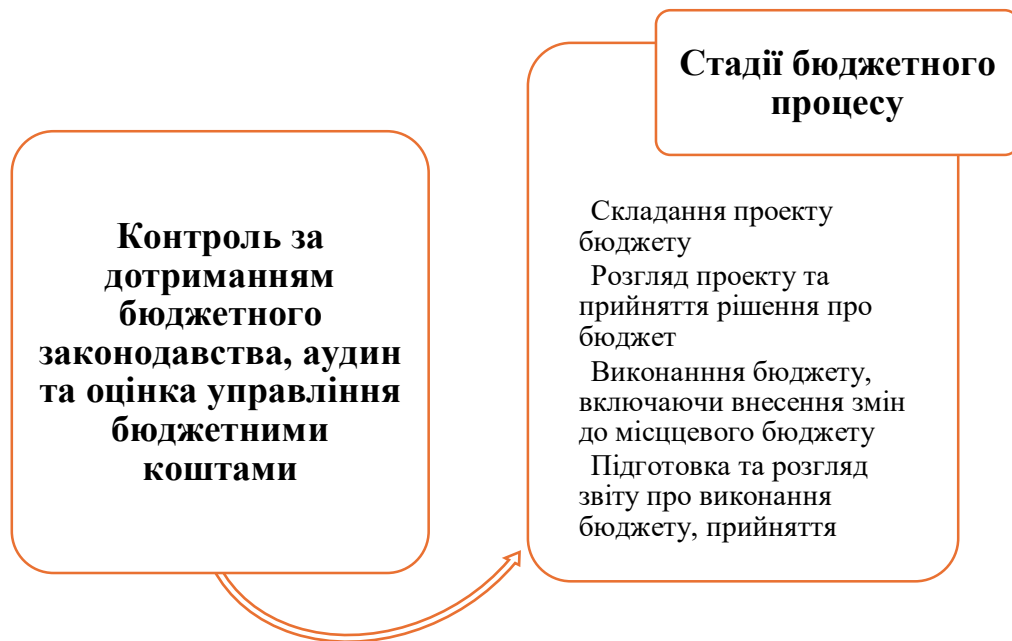 Стадії бюджетного
процесу
Контроль за
дотриманням
бюджетного
законодавства, аудин
та оцінка управління
бюджетними
коштами
Складання проекту
бюджету
Розгляд проекту та
прийняття рішення про
бюджет
Виконанння бюджету,
включаючи внесення змін
до місццевого бюджету
Підготовка та розгляд
звіту про виконання
бюджету, прийняття